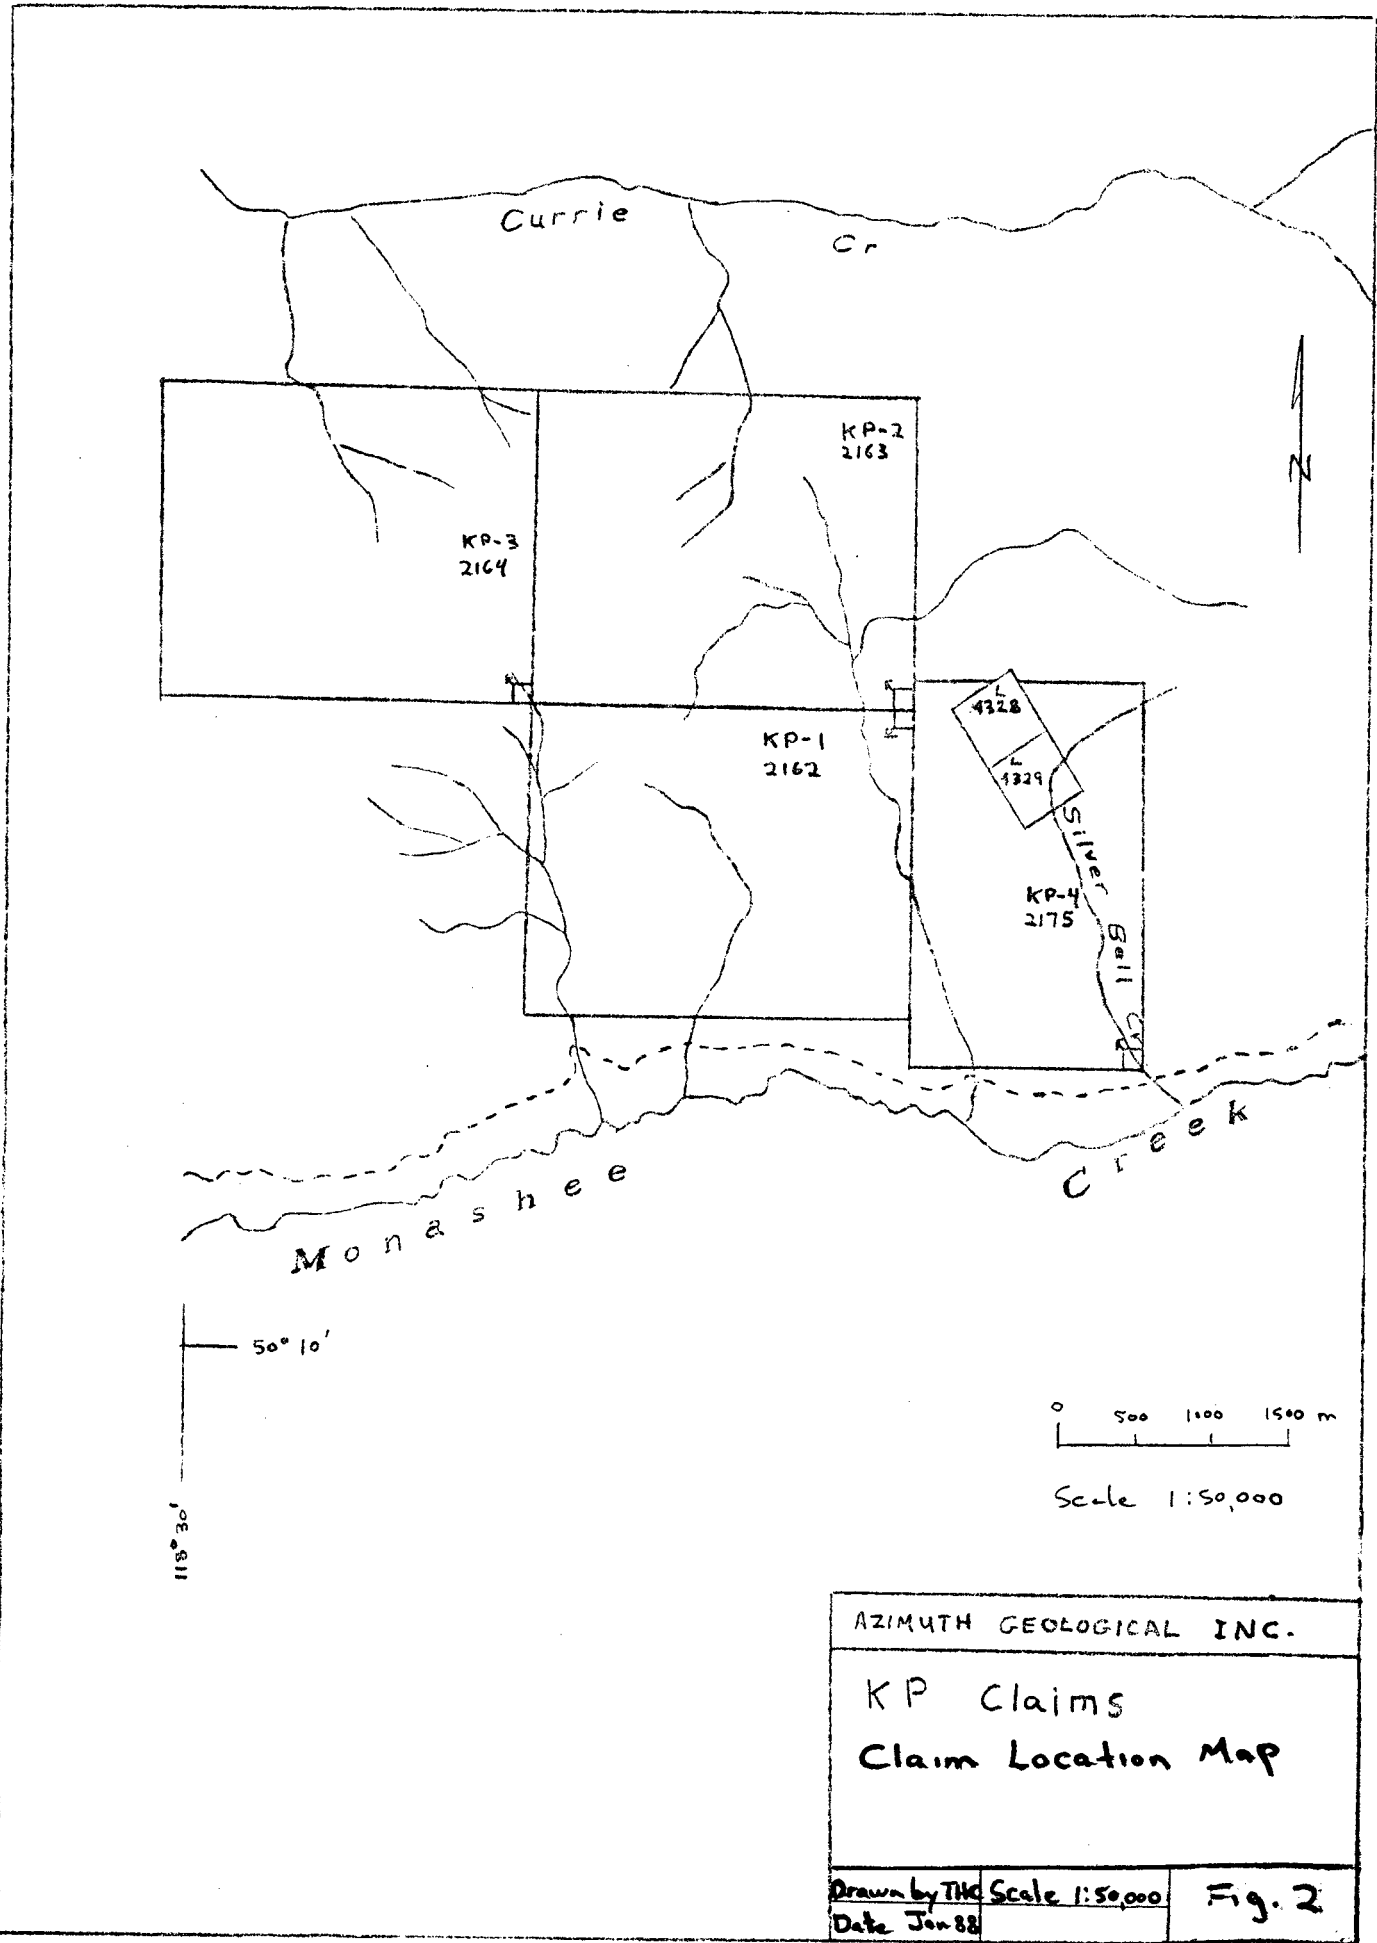 Currie Cr
KP-2
2163
N
KP-3
2164
L
4328
KP-1
2162
L
4329
Silver Bell Cr
KP-4
2175
Monashee Creek
50° 10'
118° 30'
0 500 1000 1500 m
Scale 1:50,000
AZIMUTH GEOLOGICAL INC.
KP Claims
Claim Location Map
Drawn by THC
Scale 1:50,000
Fig. 2
Date Jan 88